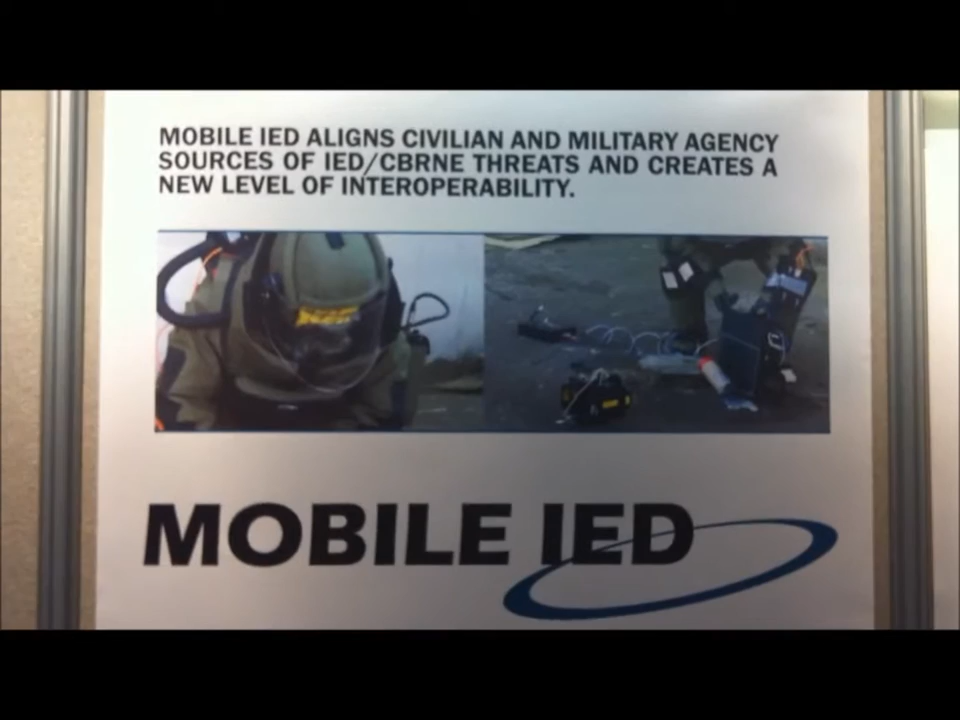 MOBILE IED ALIGNS CIVILIAN AND MILITARY AGENCY
SOURCES OF IED/CBRNE THREATS AND CREATES A
NEW LEVEL OF INTEROPERABILITY.
MOBILE IED